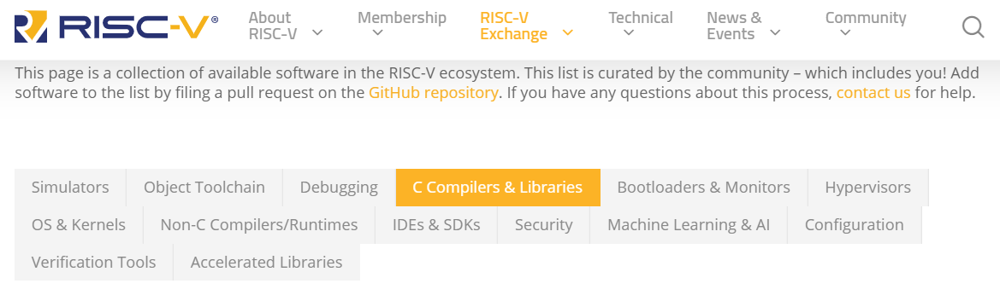 RISC-V®
About RISC-V
Membership
RISC-V Exchange
Technical
News & Events
Community
This page is a collection of available software in the RISC-V ecosystem. This list is curated by the community – which includes you! Add
software to the list by filing a pull request on the GitHub repository. If you have any questions about this process, contact us for help.
Simulators
Object Toolchain
Debugging
C Compilers & Libraries
Bootloaders & Monitors
Hypervisors
OS & Kernels
Non-C Compilers/Runtimes
IDEs & SDKs
Security
Machine Learning & AI
Configuration
Verification Tools
Accelerated Libraries